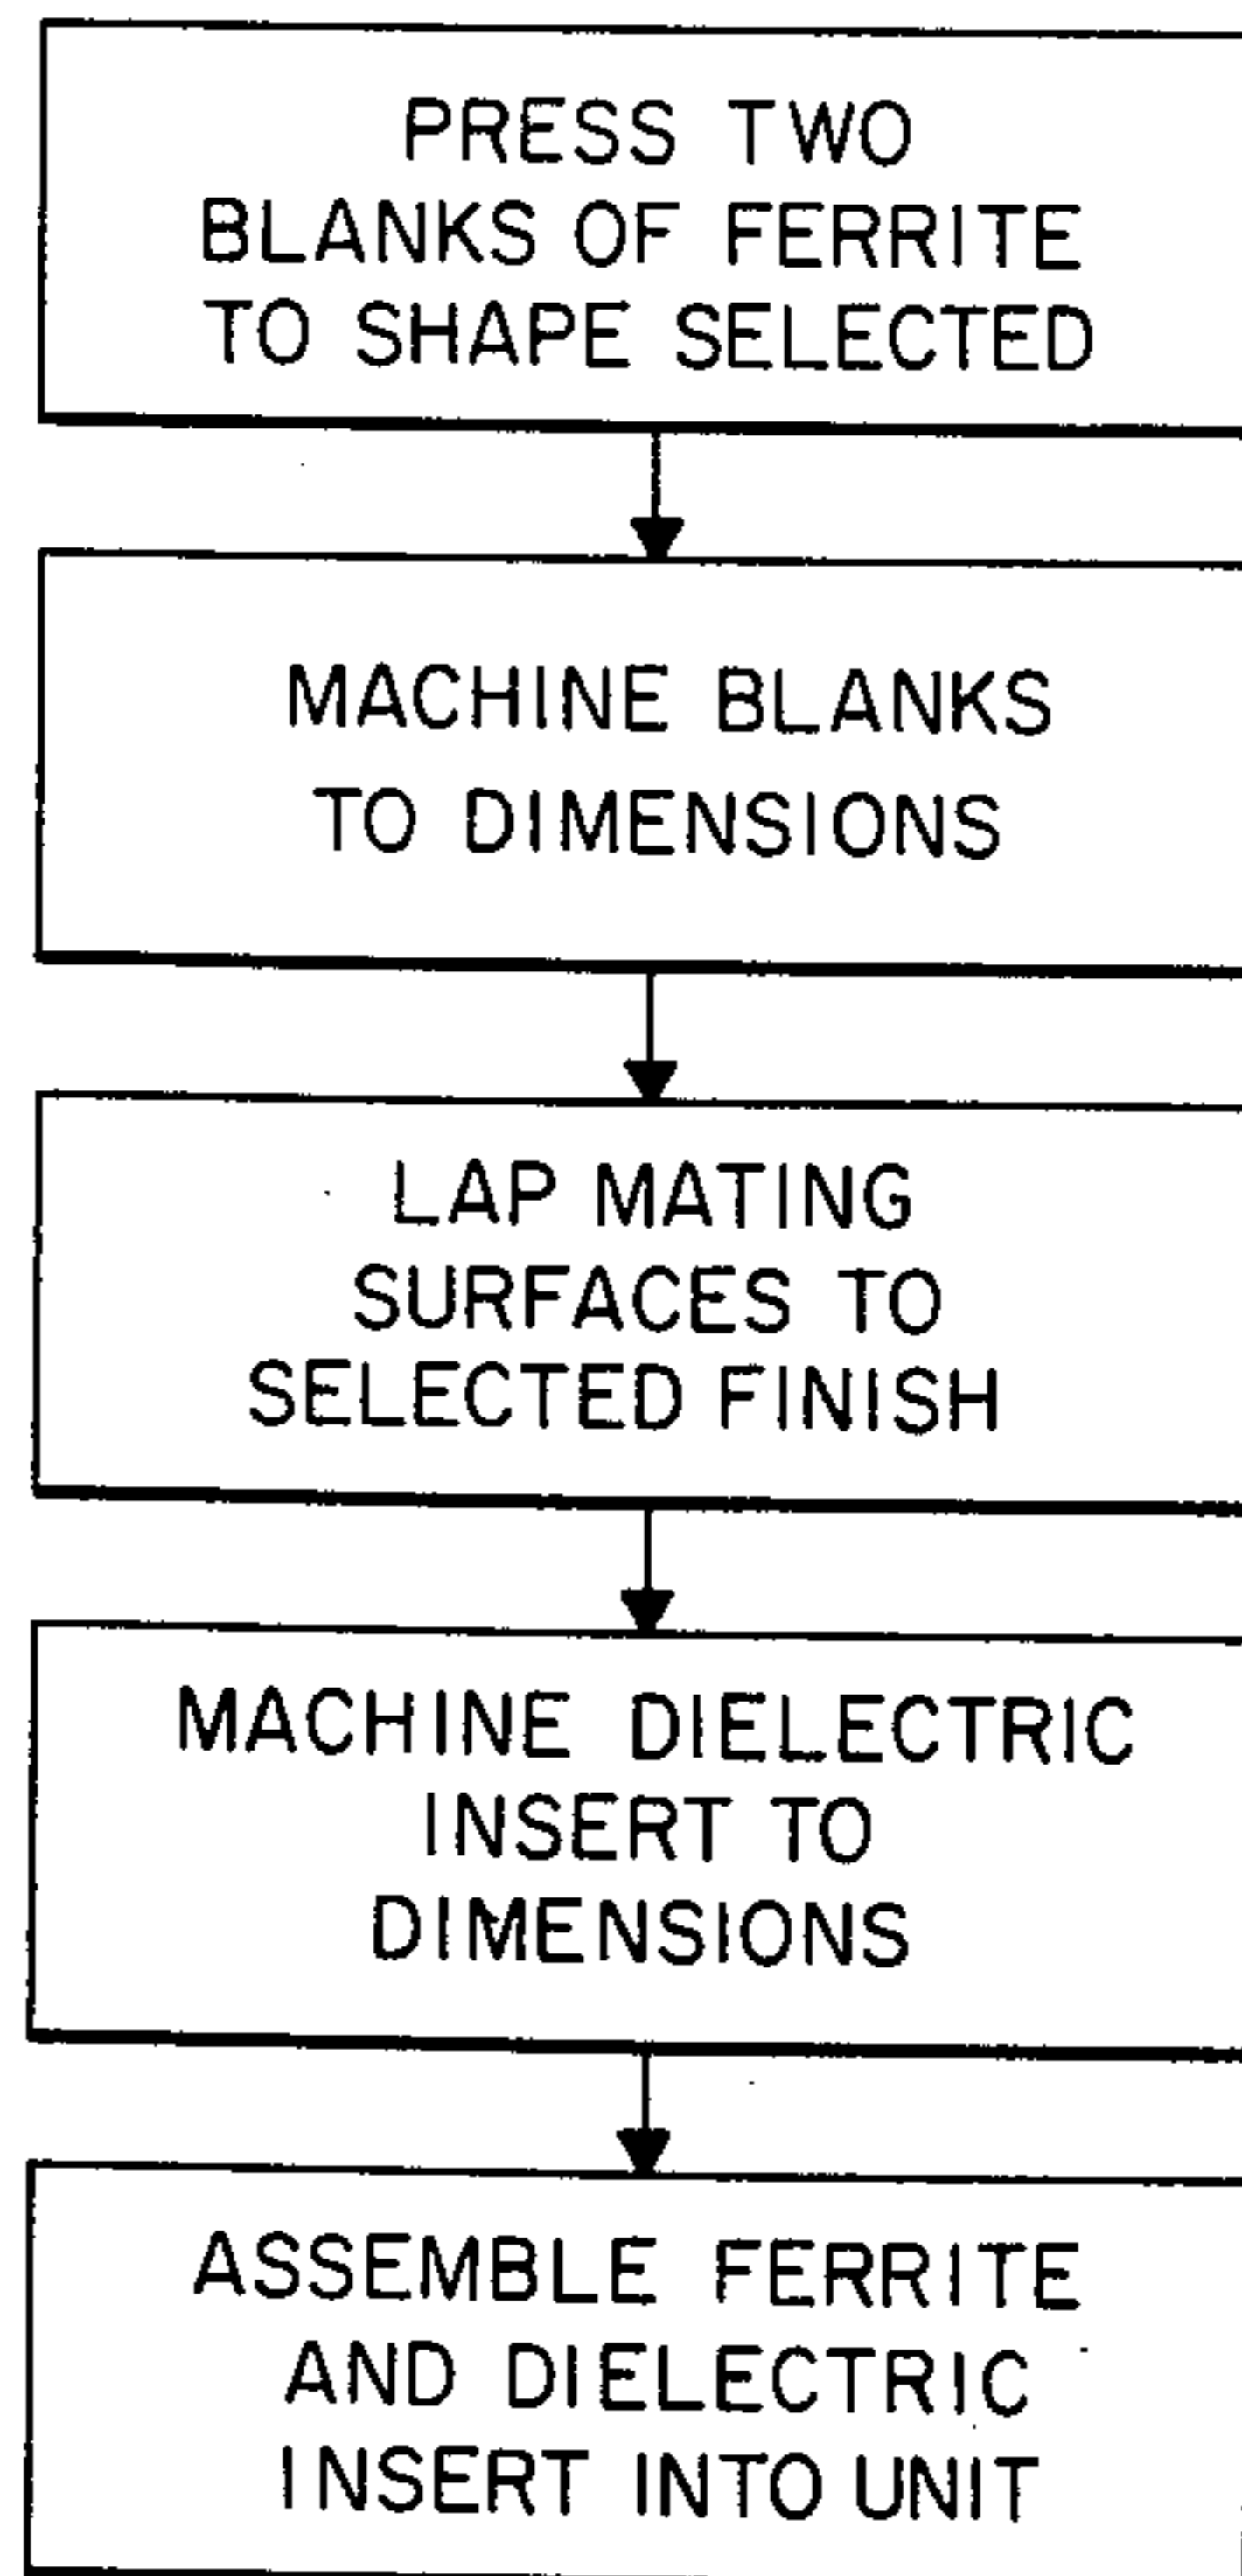 PRESS TWO
BLANKS OF FERRITE
TO SHAPE SELECTED
MACHINE BLANKS
TO DIMENSIONS
LAP MATING
SURFACES TO
SELECTED FINISH
MACHINE DIELECTRIC
INSERT TO
DIMENSIONS
ASSEMBLE FERRITE
AND DIELECTRIC
INSERT INTO UNIT